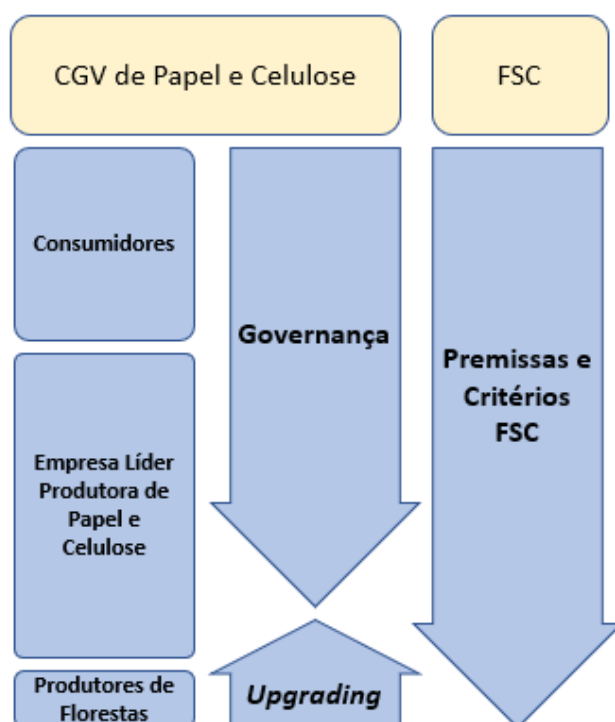 CGV de Papel e Celulose
FSC
Consumidores
Governança
Premissas e
Critérios
FSC
Empresa Líder
Produtora de
Papel e
Celulose
Produtores de
Florestas
Upgrading